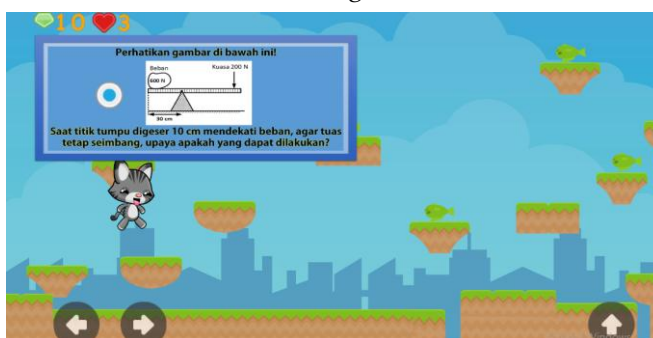 10 3
Perhatikan gambar di bawah ini!
Beban Kuasa 200 N
600 N
30 cm
Saat titik tumpu digeser 10 cm mendekati beban, agar tuas
tetap seimbang, upaya apakah yang dapat dilakukan?